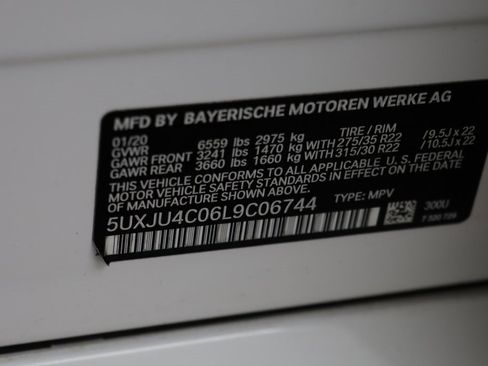 MFD BY BAYERISCHE MOTOREN WERKE AG
01/20 6559 lbs 2975 kg TIRE / RIM
GVWR
GAWR FRONT 3241 lbs 1470 kg WITH 275/35 R22 / 9.5J x 22
GAWR REAR 3660 lbs 1660 kg WITH 315/30 R22 / 10.5J x 22
THIS VEHICLE CONFORMS TO ALL APPLICABLE U.S. FEDERAL
MOTOR VEHICLE SAFETY STANDARDS IN EFFECT ON THE DATE
OF MANUFACTURE SHOWN ABOVE.
5UXJU4C06L9C06744 TYPE: MPV
300U
7 920 729